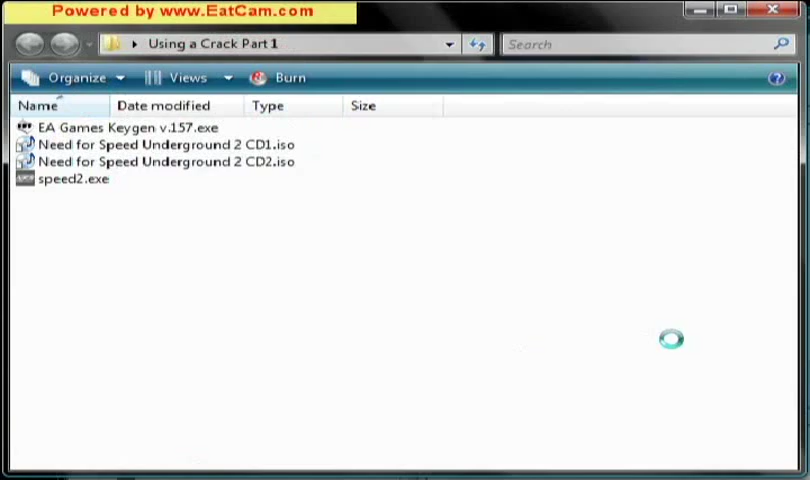 Powered by www.EatCam.com
Using a Crack Part 1
Search
Organize
Views
Burn
Name
Date modified
Type
Size
EA Games Keygen v.157.exe
Need for Speed Underground 2 CD1.iso
Need for Speed Underground 2 CD2.iso
speed2.exe